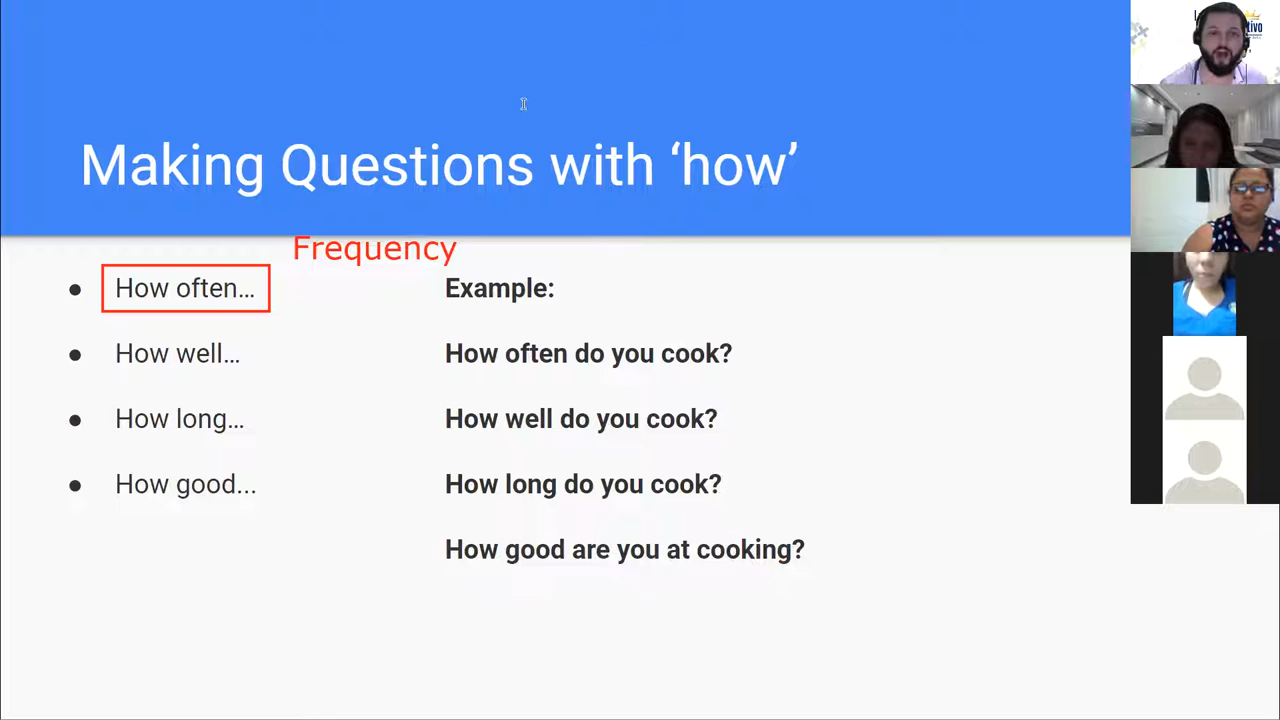 Making Questions with ‘how’
Frequency
How often…
How well…
How long…
How good...
Example:
How often do you cook?
How well do you cook?
How long do you cook?
How good are you at cooking?